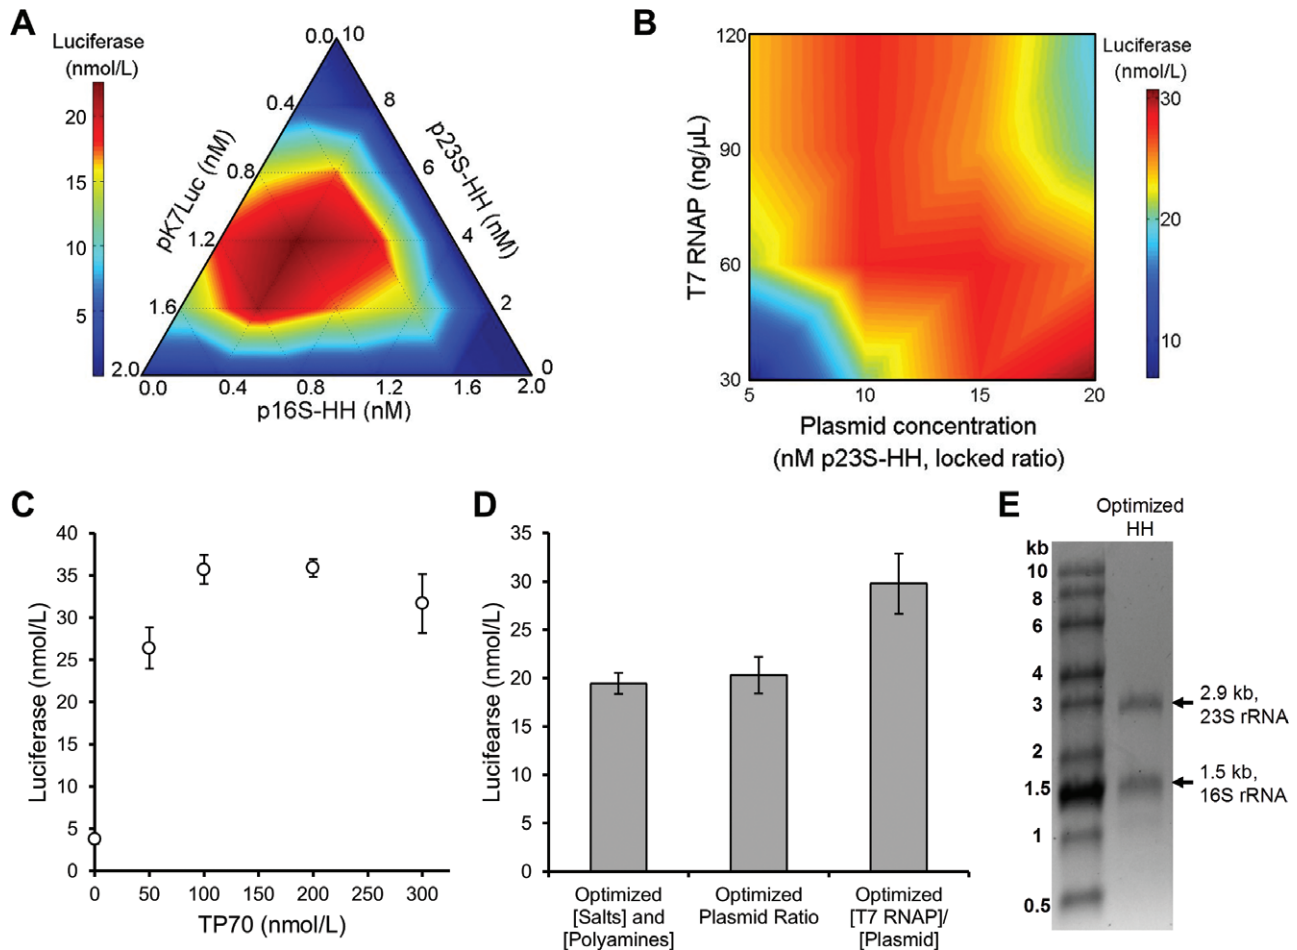 A
Luciferase
(nmol/L)
20
15
10
5
0.0
10
0.4
8
0.8
6
1.2
4
1.6
2
2.0
0
0.0
0.4
0.8
1.2
1.6
2.0
pK7Luc (nM)
p23S-HH (nM)
p16S-HH (nM)
B
120
90
60
30
T7 RNAP (ng/µL)
5
10
15
20
Plasmid concentration
(nM p23S-HH, locked ratio)
Luciferase
(nmol/L)
30
20
10
C
40
35
30
25
20
15
10
5
0
Luciferase (nmol/L)
0
50
100
150
200
250
300
TP70 (nmol/L)
D
35
30
25
20
15
10
5
0
Lucifearse (nmol/L)
Optimized
[Salts] and
[Polyamines]
Optimized
Plasmid Ratio
Optimized
[T7 RNAP]/
[Plasmid]
E
Optimized
HH
kb
10
8
6
4
3
2
1.5
1
0.5
2.9 kb,
23S rRNA
1.5 kb,
16S rRNA